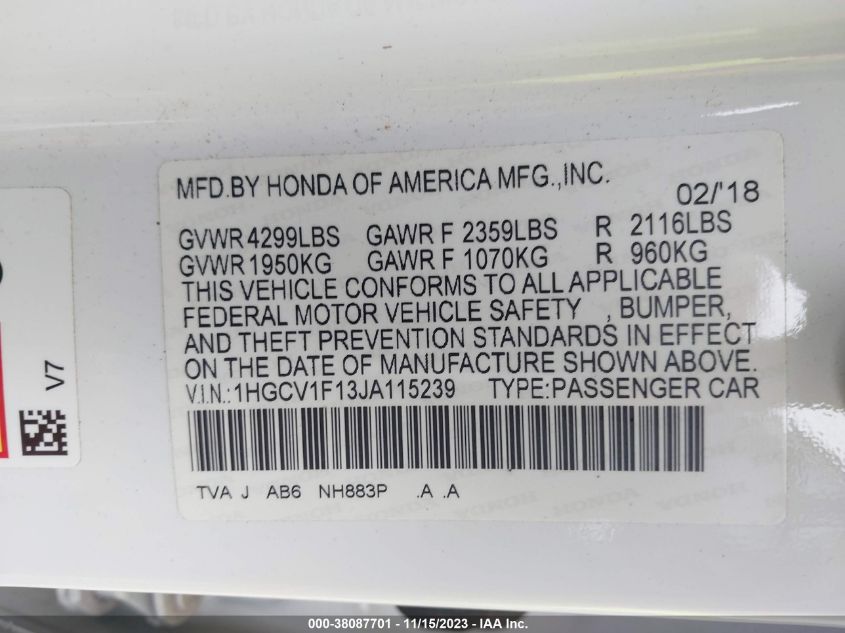 MFD.BY HONDA OF AMERICA MFG.,INC. 02/'18
GVWR 4299LBS GAWR F 2359LBS R 2116LBS
GVWR 1950KG GAWR F 1070KG R 960KG
THIS VEHICLE CONFORMS TO ALL APPLICABLE
FEDERAL MOTOR VEHICLE SAFETY , BUMPER,
AND THEFT PREVENTION STANDARDS IN EFFECT
ON THE DATE OF MANUFACTURE SHOWN ABOVE.
V.I.N.:1HGCV1F13JA115239 TYPE:PASSENGER CAR
TVA J AB6 NH883P .A .A
V7
000-38087701 - 11/15/2023 - IAA Inc.